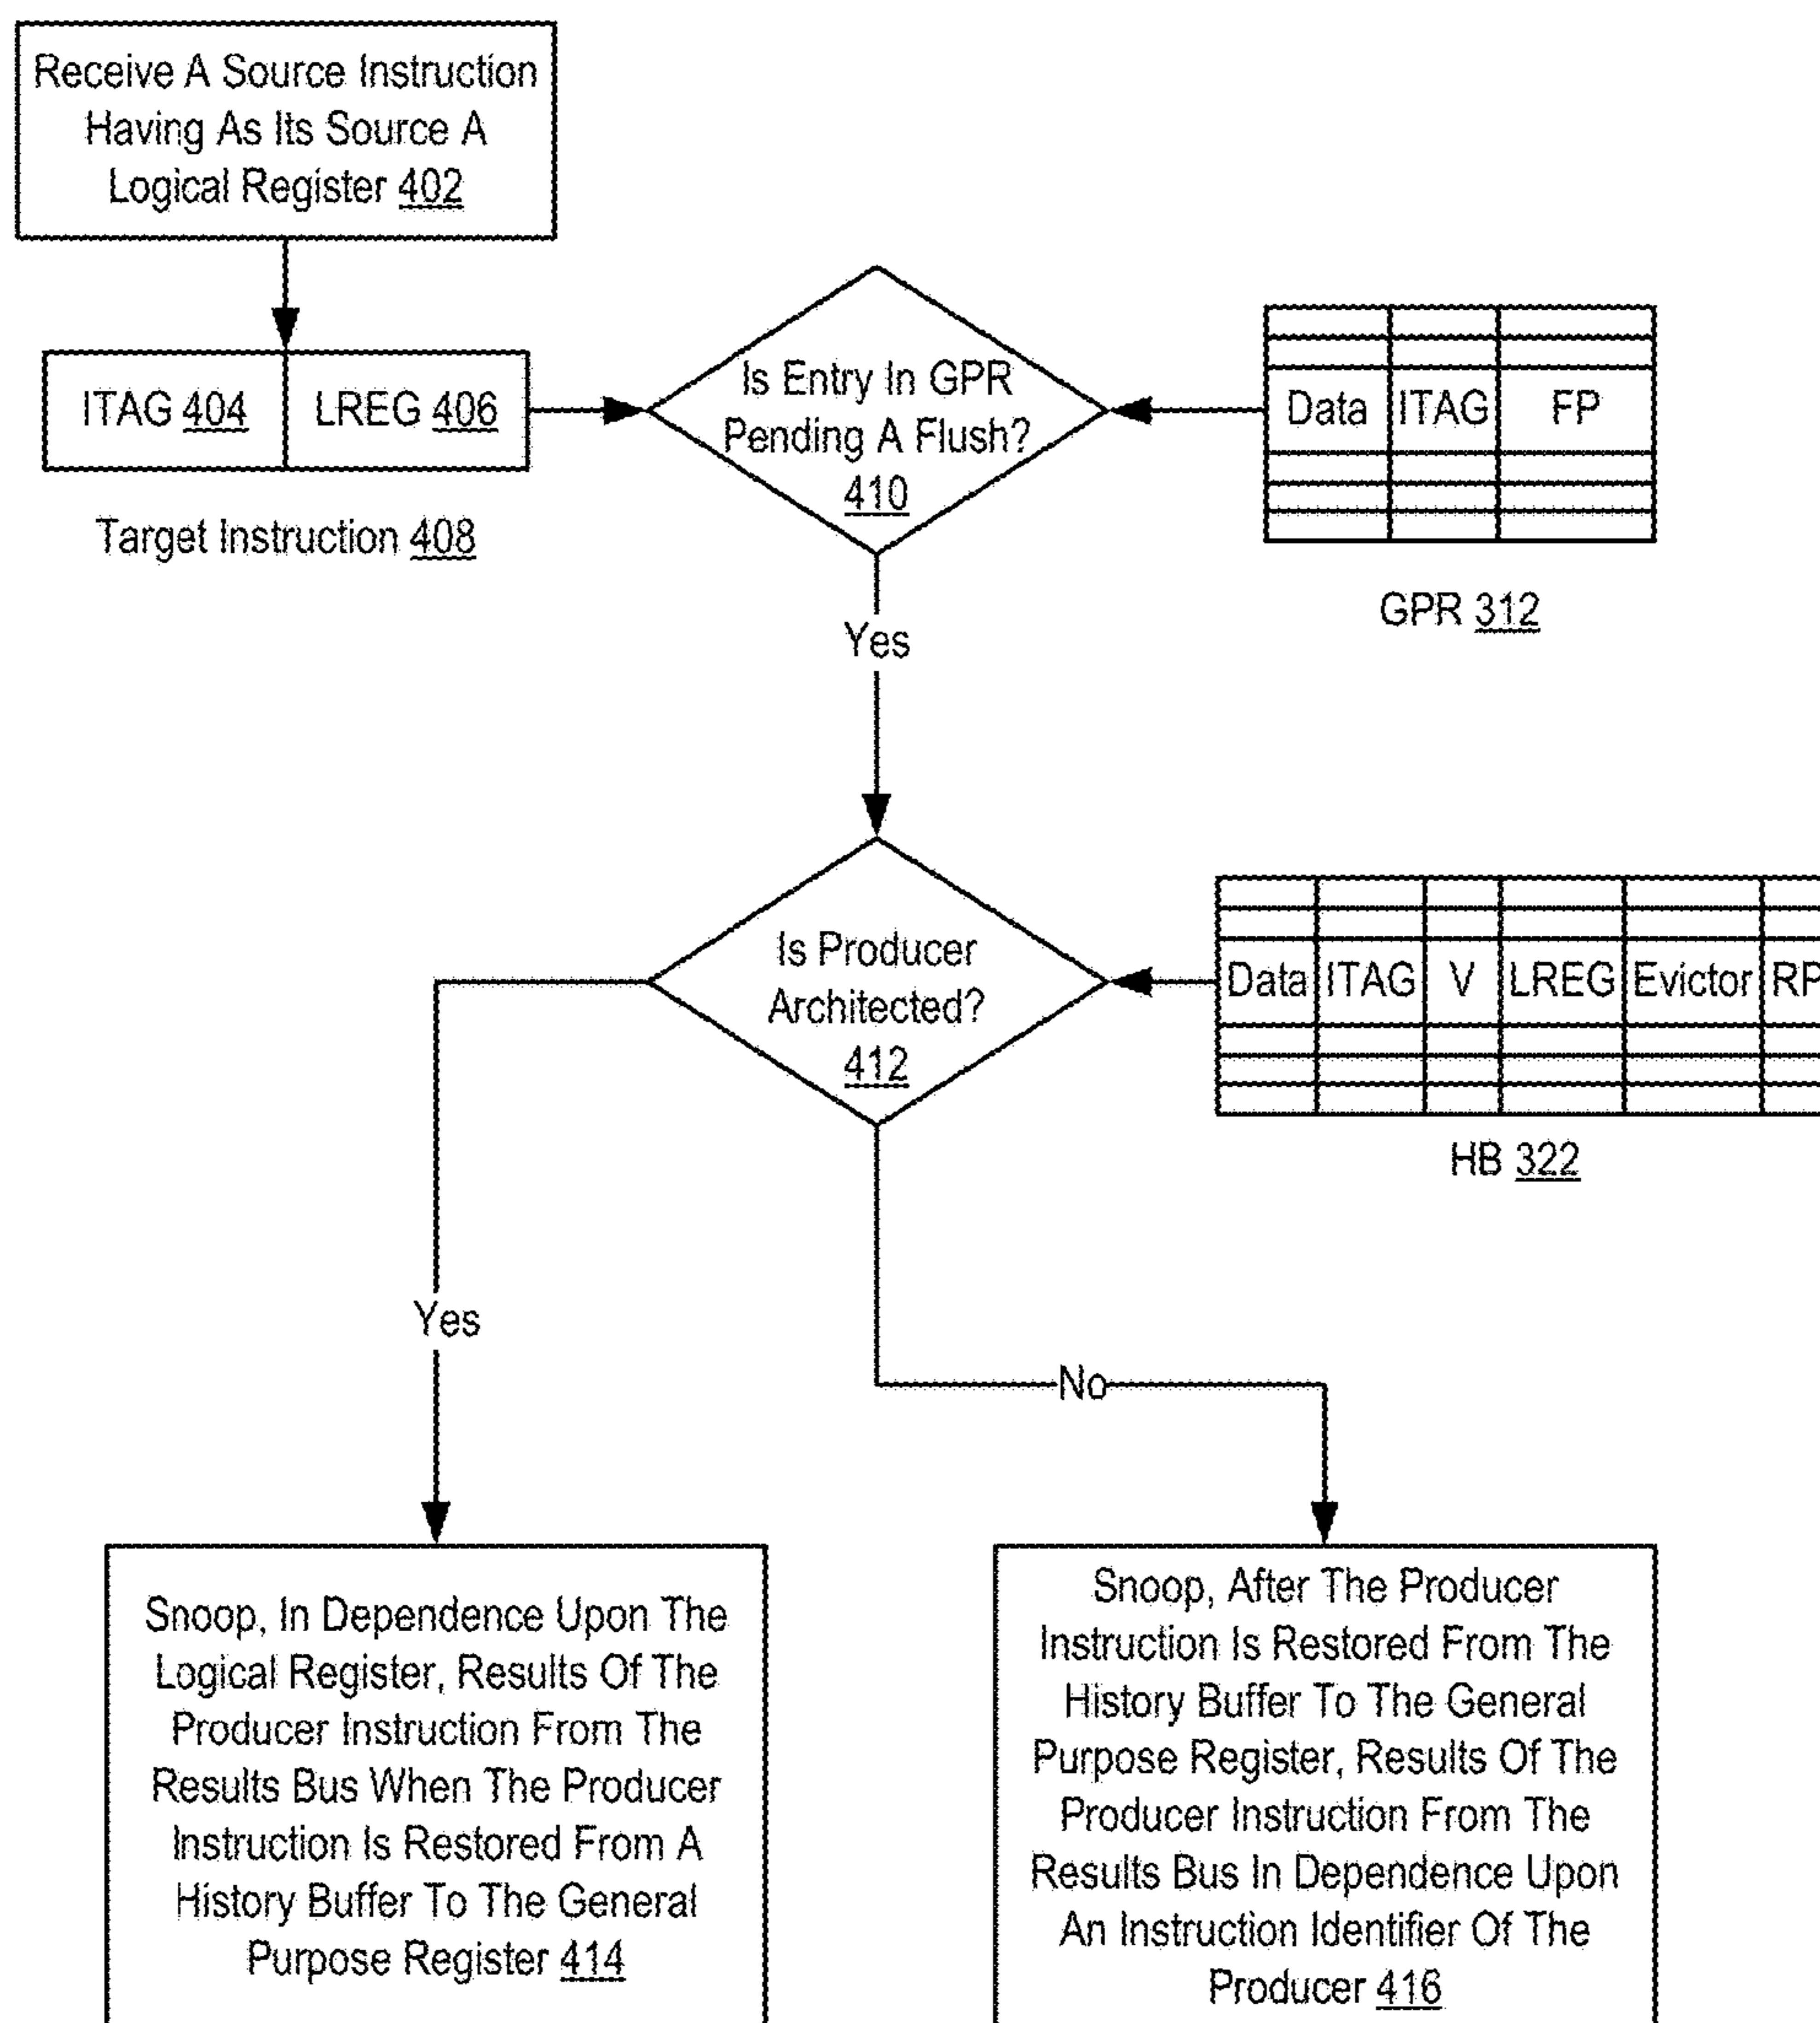 Receive A Source Instruction
Having As Its Source A
Logical Register 402
ITAG 404
LREG 406
Target Instruction 408
Is Entry In GPR
Pending A Flush?
410
Data
ITAG
FP
GPR 312
Yes
Is Producer
Architected?
412
Data
ITAG
V
LREG
Evictor
RP
HB 322
Yes
No
Snoop, In Dependence Upon The
Logical Register, Results Of The
Producer Instruction From The
Results Bus When The Producer
Instruction Is Restored From A
History Buffer To The General
Purpose Register 414
Snoop, After The Producer
Instruction Is Restored From The
History Buffer To The General
Purpose Register, Results Of The
Producer Instruction From The
Results Bus In Dependence Upon
An Instruction Identifier Of The
Producer 416